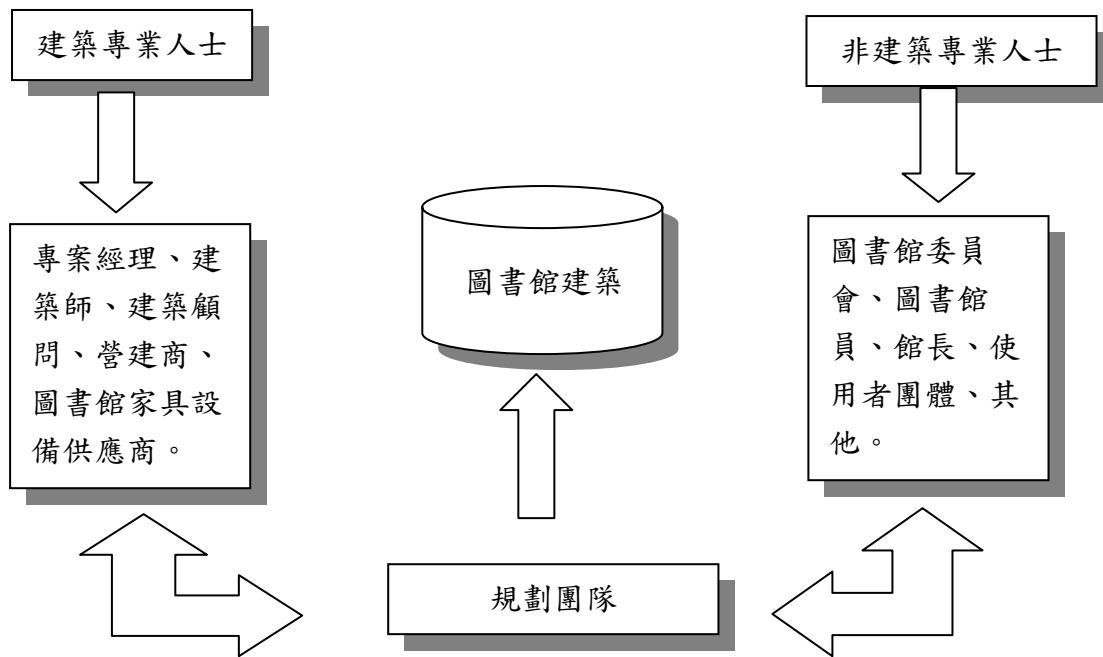 建築專業人士
非建築專業人士
專案經理、建
築師、建築顧
問、營建商、
圖書館家具設
備供應商。
圖書館建築
圖書館委員
會、圖書館
員、館長、使
用者團體、其
他。
規劃團隊